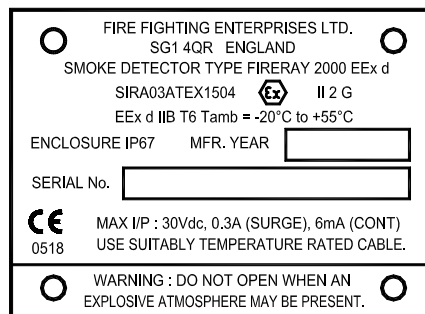 FIRE FIGHTING ENTERPRISES LTD.
SG1 4QR ENGLAND
SMOKE DETECTOR TYPE FIRERAY 2000 EEx d
SIRA03ATEX1504 Ex II 2 G
EEx d IIB T6 Tamb = -20°C to +55°C
ENCLOSURE IP67 MFR. YEAR
SERIAL No.
CE MAX I/P : 30Vdc, 0.3A (SURGE), 6mA (CONT)
0518 USE SUITABLY TEMPERATURE RATED CABLE.
WARNING : DO NOT OPEN WHEN AN
EXPLOSIVE ATMOSPHERE MAY BE PRESENT.